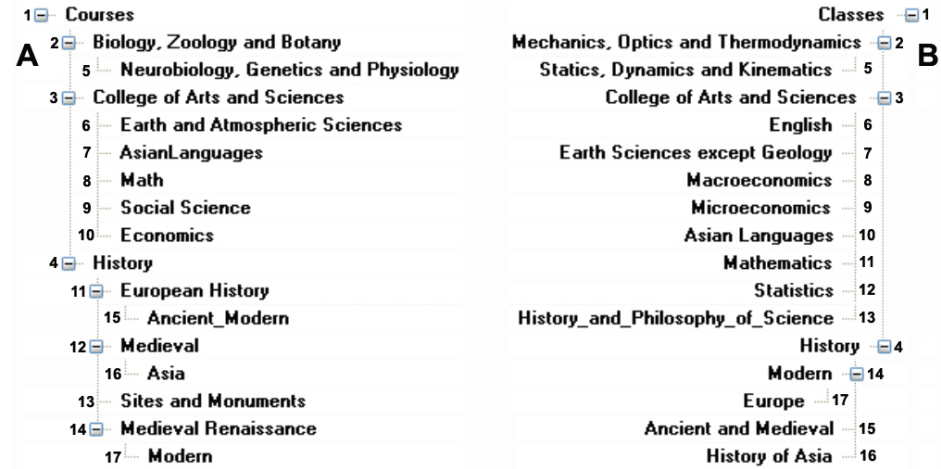 1 Courses
A
2 Biology, Zoology and Botany
5 Neurobiology, Genetics and Physiology
3 College of Arts and Sciences
6 Earth and Atmospheric Sciences
7 AsianLanguages
8 Math
9 Social Science
10 Economics
4 History
11 European History
15 Ancient_Modern
12 Medieval
16 Asia
13 Sites and Monuments
14 Medieval Renaissance
17 Modern
Classes 1
B
Mechanics, Optics and Thermodynamics 2
Statics, Dynamics and Kinematics 5
College of Arts and Sciences 3
English 6
Earth Sciences except Geology 7
Macroeconomics 8
Microeconomics 9
Asian Languages 10
Mathematics 11
Statistics 12
History_and_Philosophy_of_Science 13
History 4
Modern 14
Europe 17
Ancient and Medieval 15
History of Asia 16